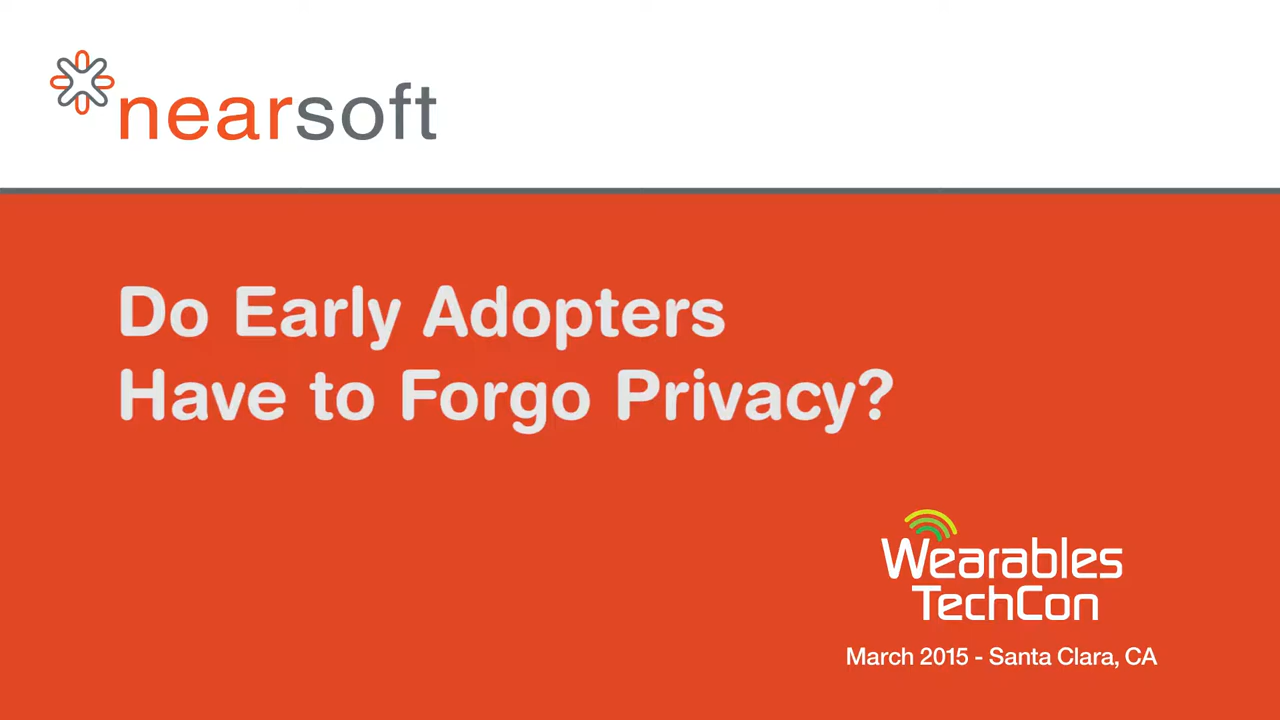 nearsoft
Do Early Adopters
Have to Forgo Privacy?
Wearables
TechCon
March 2015 - Santa Clara, CA